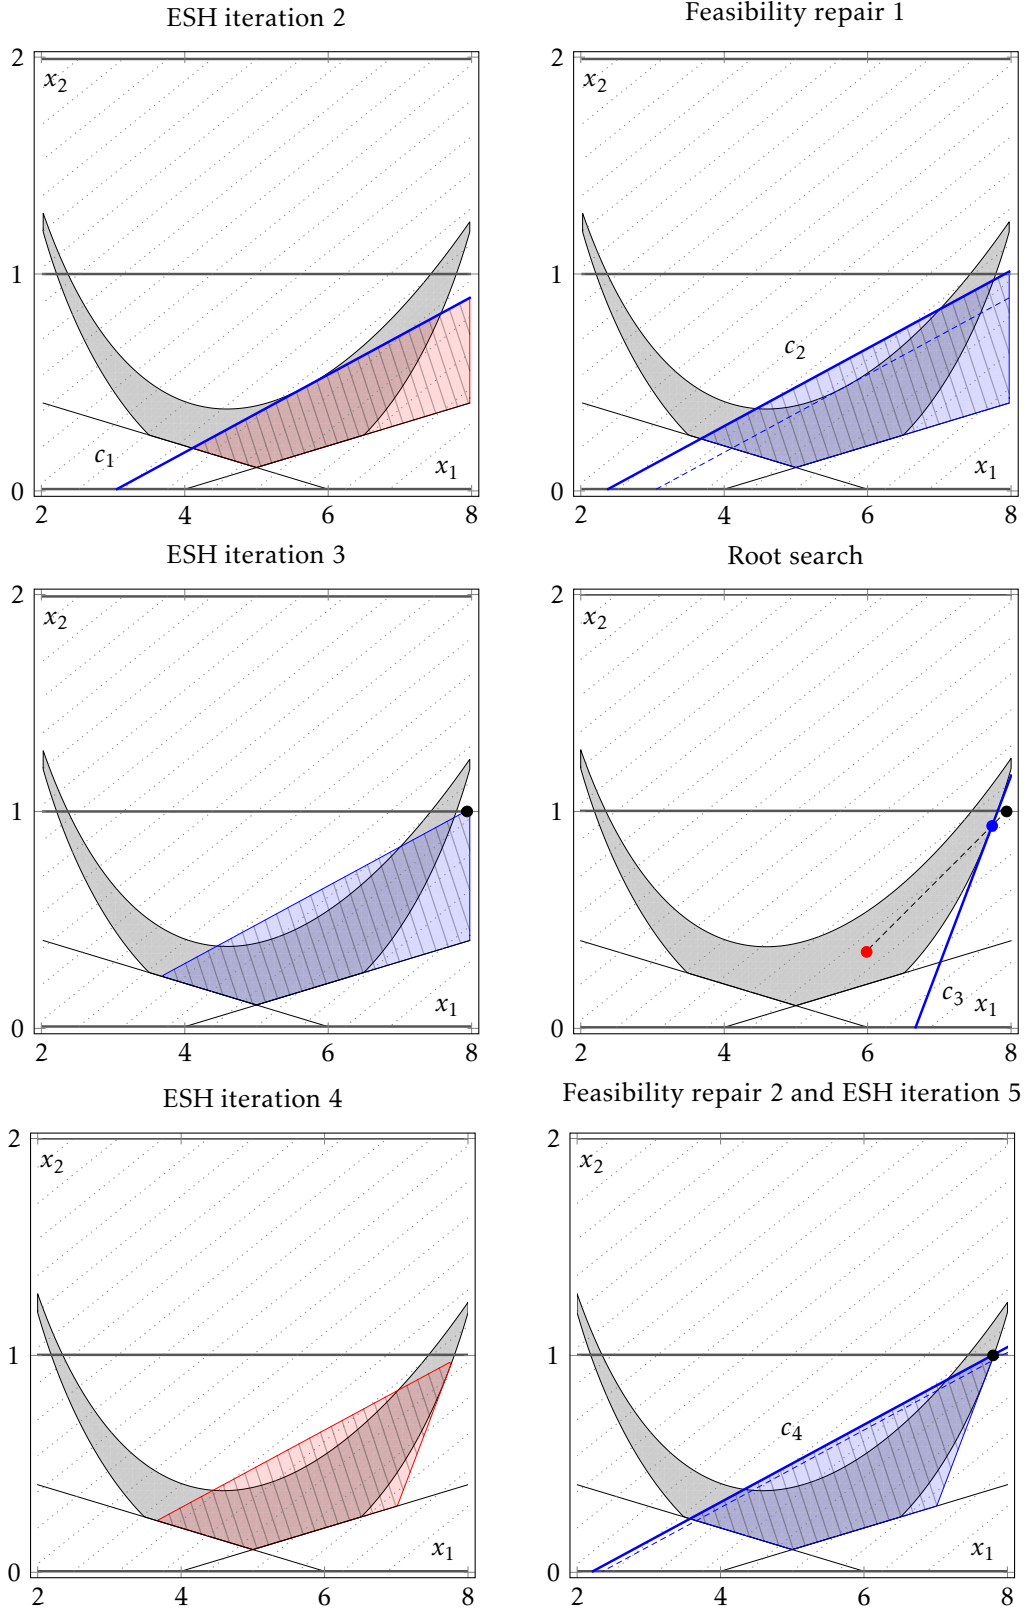 ESH iteration 2
2
x2
1
c1
x1
0
2 4 6 8
Feasibility repair 1
2
x2
1
c2
x1
0
2 4 6 8
ESH iteration 3
2
x2
1
x1
0
2 4 6 8
Root search
2
x2
1
c3 x1
0
2 4 6 8
ESH iteration 4
2
x2
1
x1
0
2 4 6 8
Feasibility repair 2 and ESH iteration 5
2
x2
1
c4
x1
0
2 4 6 8